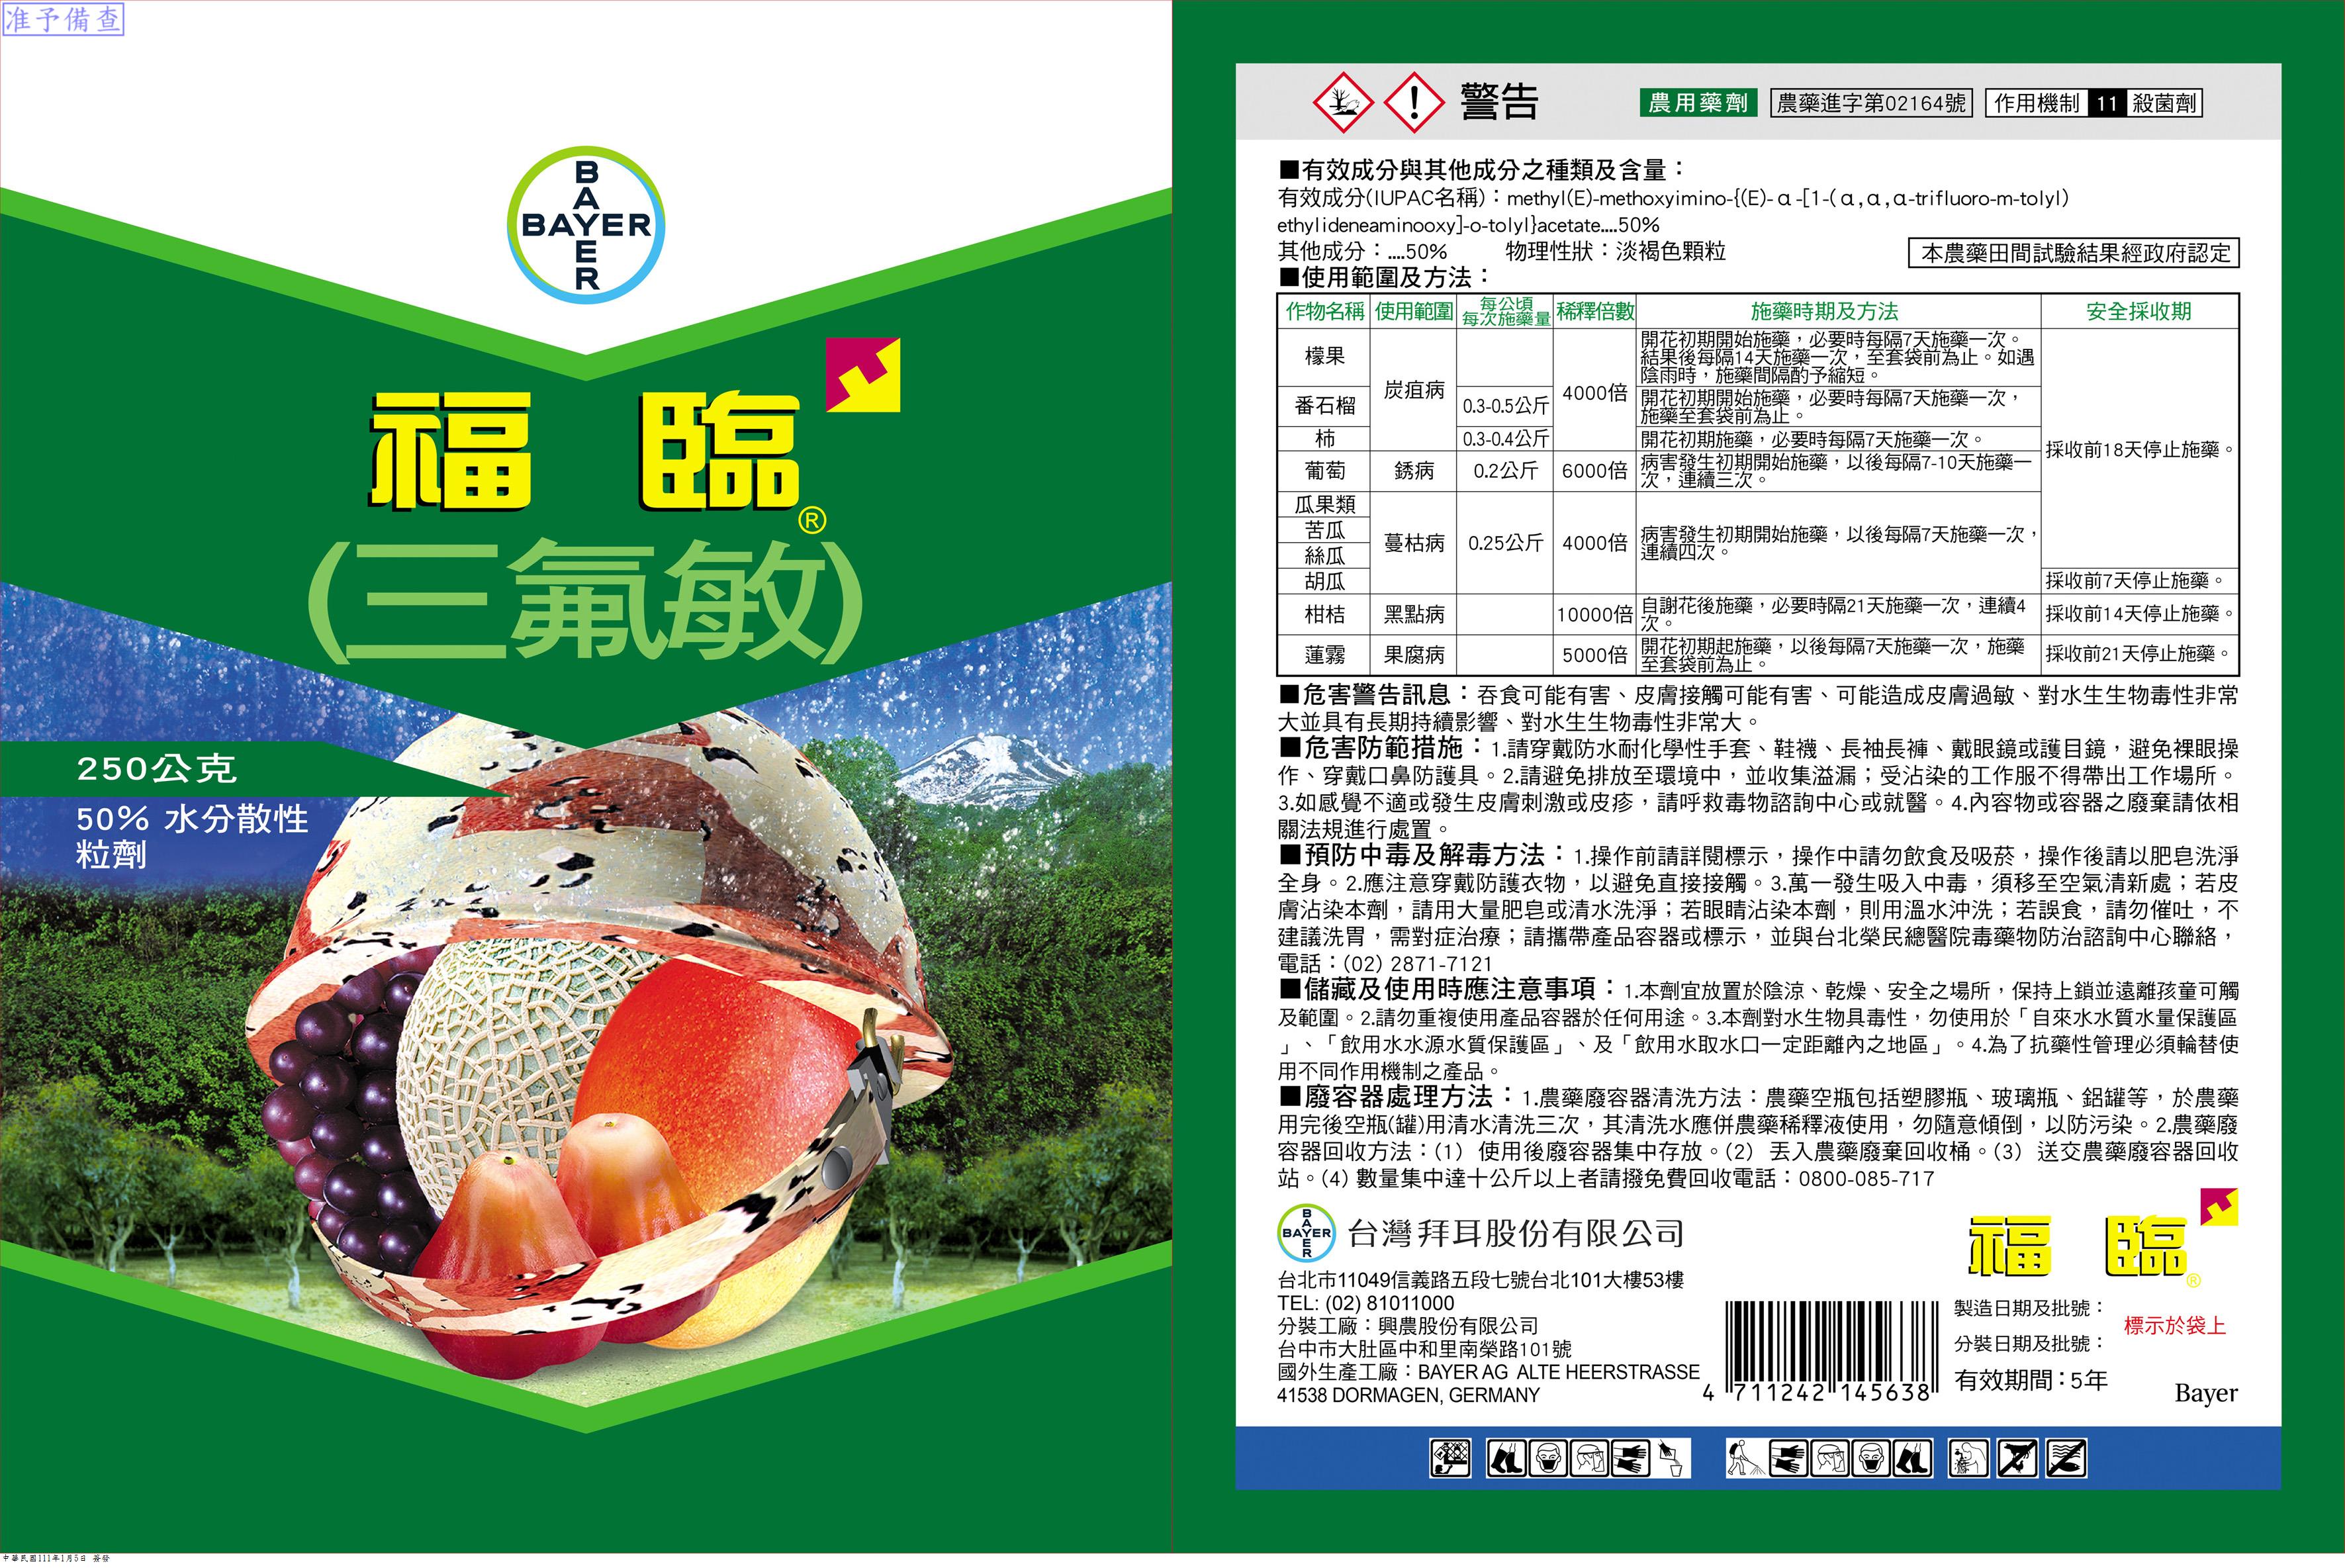 准予備查
BAYER
BAYER
福臨®
(三氟敏)
250公克
50% 水分散性
粒劑
中華民國111年1月5日 簽發
警告
農用藥劑
農藥進字第02164號
作用機制 11 殺菌劑
■有效成分與其他成分之種類及含量：
有效成分(IUPAC名稱)：methyl(E)-methoxyimino-{(E)-α-[1-(α,α,α-trifluoro-m-tolyl)
ethylideneaminooxy]-o-tolyl}acetate....50%
其他成分：....50% 物理性狀：淡褐色顆粒
本農藥田間試驗結果經政府認定
■使用範圍及方法：
作物名稱 使用範圍 每公頃每次施藥量 稀釋倍數 施藥時期及方法 安全採收期
檬果 炭疽病 4000倍 開花初期開始施藥，必要時每隔7天施藥一次。
結果後每隔14天施藥一次，至套袋前為止。如遇
陰雨時，施藥間隔酌予縮短。
番石榴 0.3-0.5公斤 開花初期開始施藥，必要時每隔7天施藥一次，
施藥至套袋前為止。
柿 0.3-0.4公斤 開花初期施藥，必要時每隔7天施藥一次。
採收前18天停止施藥。
葡萄 銹病 0.2公斤 6000倍 病害發生初期開始施藥，以後每隔7-10天施藥一
次，連續三次。
瓜果類
苦瓜
絲瓜
蔓枯病 0.25公斤 4000倍 病害發生初期開始施藥，以後每隔7天施藥一次，
連續四次。
胡瓜 採收前7天停止施藥。
柑桔 黑點病 10000倍 自謝花後施藥，必要時隔21天施藥一次，連續4
次。 採收前14天停止施藥。
蓮霧 果腐病 5000倍 開花初期起施藥，以後每隔7天施藥一次，施藥
至套袋前為止。 採收前21天停止施藥。
■危害警告訊息：吞食可能有害、皮膚接觸可能有害、可能造成皮膚過敏、對水生生物毒性非常
大並具有長期持續影響、對水生生物毒性非常大。
■危害防範措施：1.請穿戴防水耐化學性手套、鞋襪、長袖長褲、戴眼鏡或護目鏡，避免裸眼操
作、穿戴口鼻防護具。2.請避免排放至環境中，並收集溢漏；受沾染的工作服不得帶出工作場所。
3.如感覺不適或發生皮膚刺激或皮疹，請呼救毒物諮詢中心或就醫。4.內容物或容器之廢棄請依相
關法規進行處置。
■預防中毒及解毒方法：1.操作前請詳閱標示，操作中請勿飲食及吸菸，操作後請以肥皂洗淨
全身。2.應注意穿戴防護衣物，以避免直接接觸。3.萬一發生吸入中毒，須移至空氣清新處；若皮
膚沾染本劑，請用大量肥皂或清水洗淨；若眼睛沾染本劑，則用溫水沖洗；若誤食，請勿催吐，不
建議洗胃，需對症治療；請攜帶產品容器或標示，並與台北榮民總醫院毒藥物防治諮詢中心聯絡，
電話：(02) 2871-7121
■儲藏及使用時應注意事項：1.本劑宜放置於陰涼、乾燥、安全之場所，保持上鎖並遠離孩童可觸
及範圍。2.請勿重複使用產品容器於任何用途。3.本劑對水生物具毒性，勿使用於「自來水水質水量保護區
」、「飲用水水源水質保護區」、及「飲用水取水口一定距離內之地區」。4.為了抗藥性管理必須輪替使
用不同作用機制之產品。
■廢容器處理方法：1.農藥廢容器清洗方法：農藥空瓶包括塑膠瓶、玻璃瓶、鋁罐等，於農藥
用完後空瓶(罐)用清水清洗三次，其清洗水應併農藥稀釋液使用，勿隨意傾倒，以防污染。2.農藥廢
容器回收方法：(1) 使用後廢容器集中存放。(2) 丟入農藥廢棄回收桶。(3) 送交農藥廢容器回收
站。(4) 數量集中達十公斤以上者請撥免費回收電話：0800-085-717
BAYER
BAYER
台灣拜耳股份有限公司
台北市11049信義路五段七號台北101大樓53樓
TEL: (02) 81011000
分裝工廠：興農股份有限公司
台中市大肚區中和里南榮路101號
國外生產工廠：BAYER AG ALTE HEERSTRASSE
41538 DORMAGEN, GERMANY
4 711242 145638
福臨®
製造日期及批號：
分裝日期及批號：
標示於袋上
有效期間：5年
Bayer